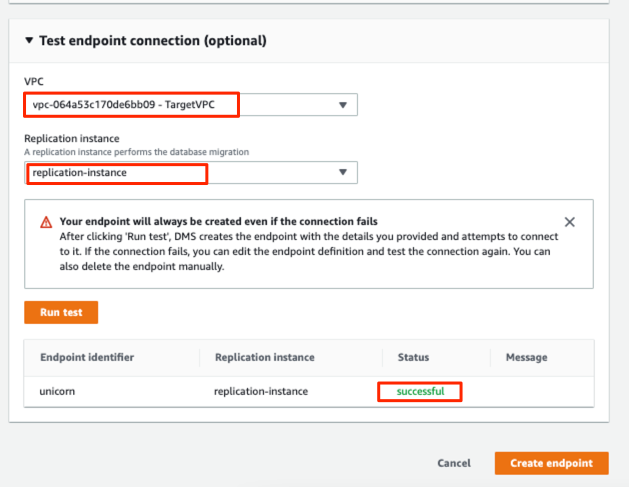 Test endpoint connection (optional)
VPC
vpc-064a53c170de6bb09 - TargetVPC
Replication instance
A replication instance performs the database migration
replication-instance
Your endpoint will always be created even if the connection fails
After clicking 'Run test', DMS creates the endpoint with the details you provided and attempts to connect
to it. If the connection fails, you can edit the endpoint definition and test the connection again. You can
also delete the endpoint manually.
Run test
Endpoint identifier Replication instance Status Message
unicorn replication-instance successful
Cancel Create endpoint